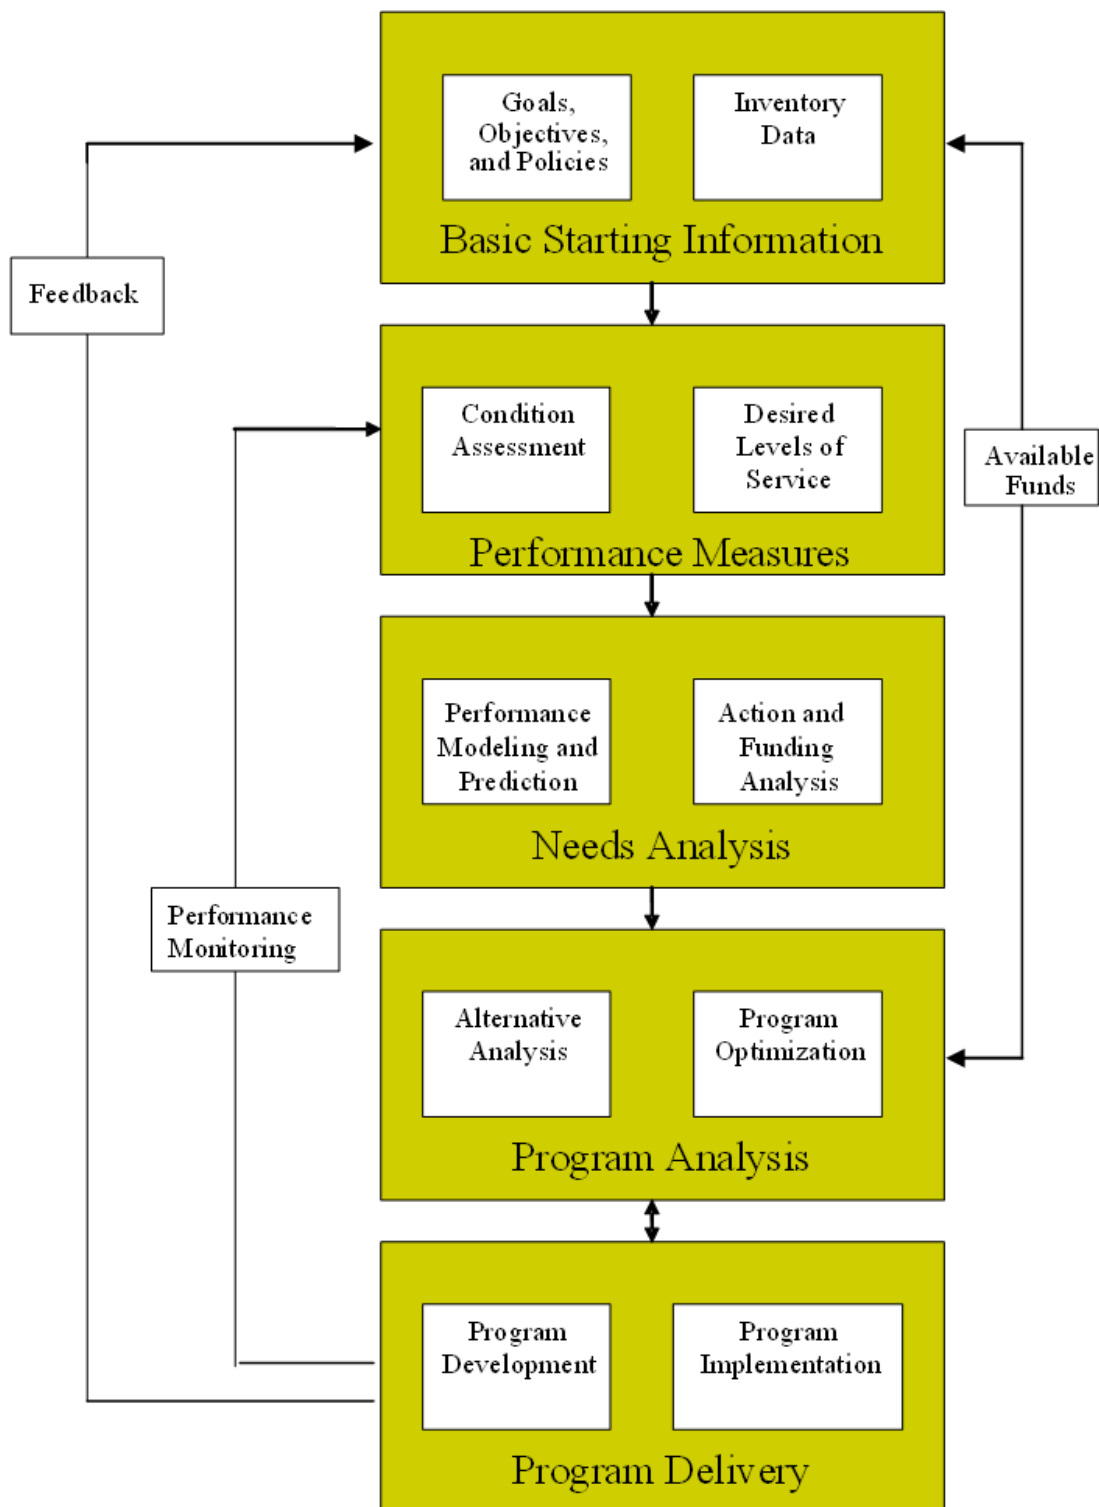 Goals,
Objectives,
and Policies
Inventory
Data
Basic Starting Information
Feedback
Condition
Assessment
Desired
Levels of
Service
Performance Measures
Available
Funds
Performance
Modeling and
Prediction
Action and
Funding
Analysis
Needs Analysis
Performance
Monitoring
Alternative
Analysis
Program
Optimization
Program Analysis
Program
Development
Program
Implementation
Program Delivery